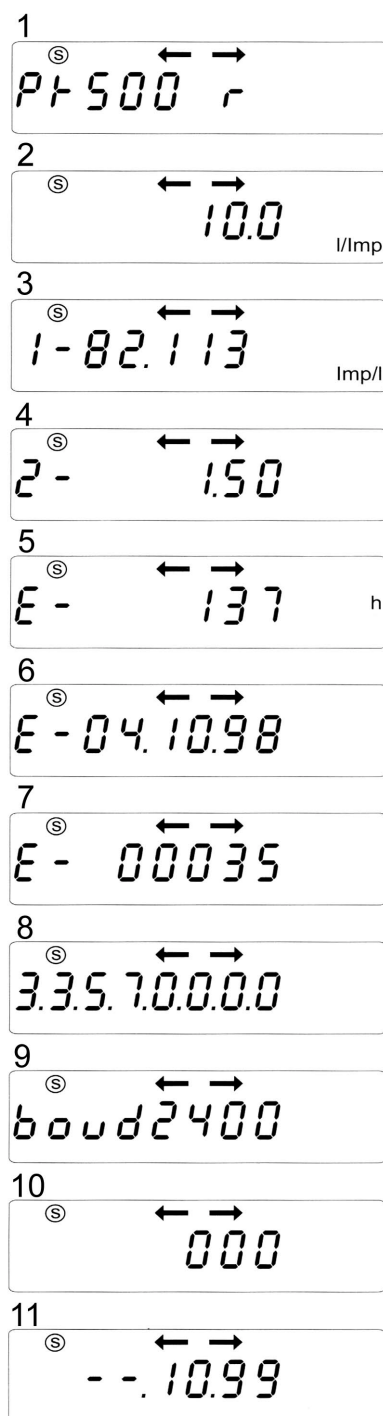 1
Ⓢ ← →
Pt500 r
2
Ⓢ ← →
10.0 l/Imp
3
Ⓢ ← →
1-82.113 Imp/l
4
Ⓢ ← →
2- 1.50
5
Ⓢ ← →
E- 137 h
6
Ⓢ ← →
E-04.10.98
7
Ⓢ ← →
E- 00035
8
Ⓢ ← →
3.3.5.7.0.0.0.0
9
Ⓢ ← →
boud2400
10
Ⓢ ← →
000
11
Ⓢ ← →
--.10.99